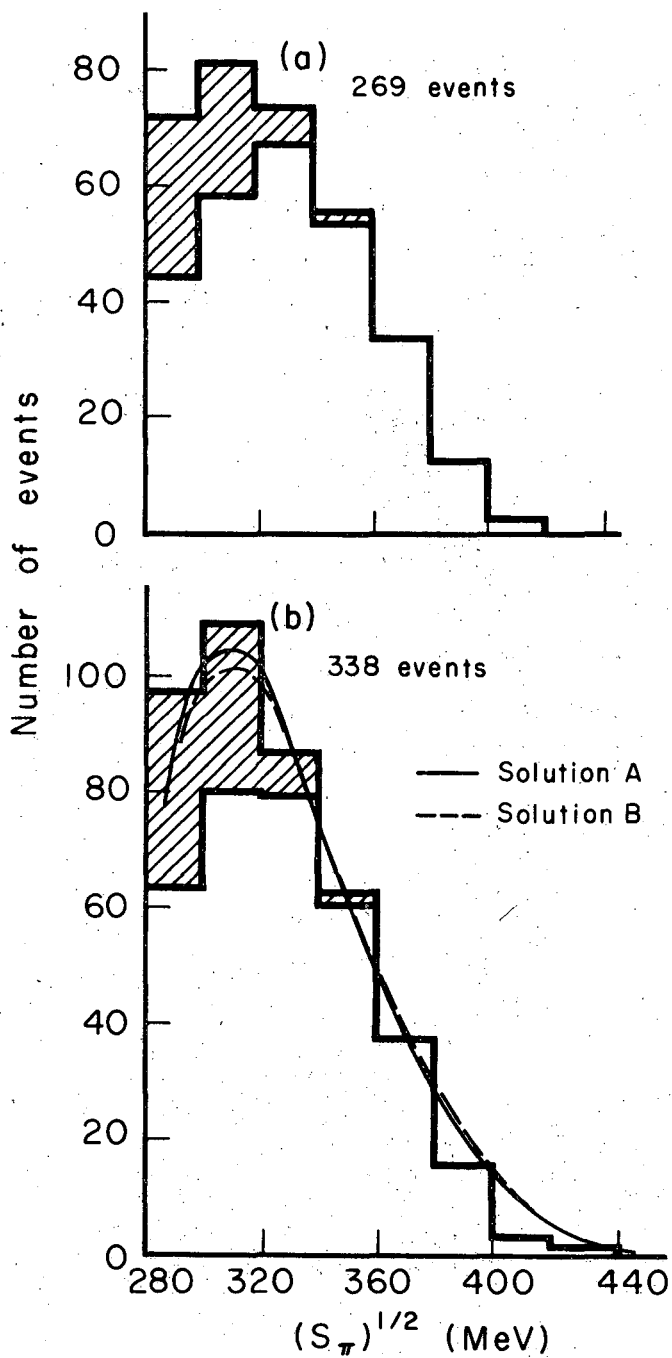 (a)
269 events
80
60
40
20
0
Number of events
(b)
338 events
100
80
60
40
20
0
Solution A
Solution B
280 320 360 400 440
(S_π)^1/2 (MeV)